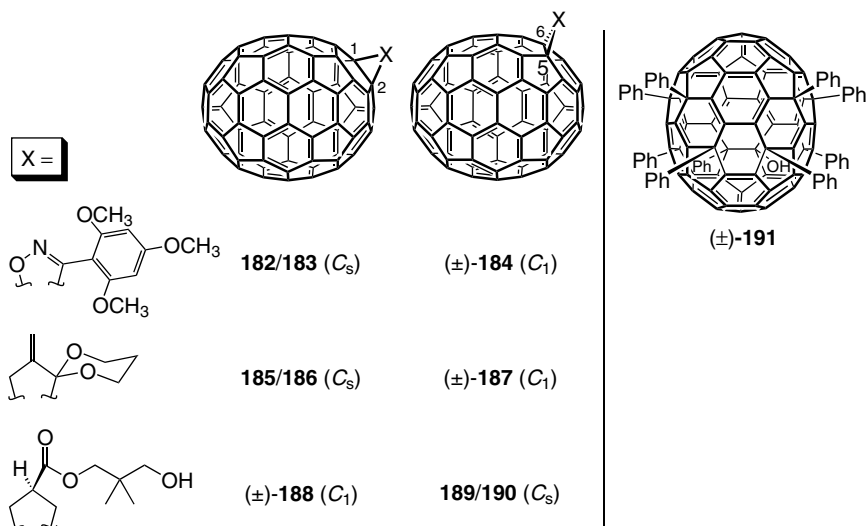 X
1
2
X
6
5
X =
O N
OCH₃
OCH₃
OCH₃
182/183 (Cₛ)
(±)-184 (C₁)
O
O
185/186 (Cₛ)
(±)-187 (C₁)
O
H
O
OH
(±)-188 (C₁)
189/190 (Cₛ)
Ph Ph
Ph Ph
Ph Ph
Ph Ph OH Ph
(±)-191